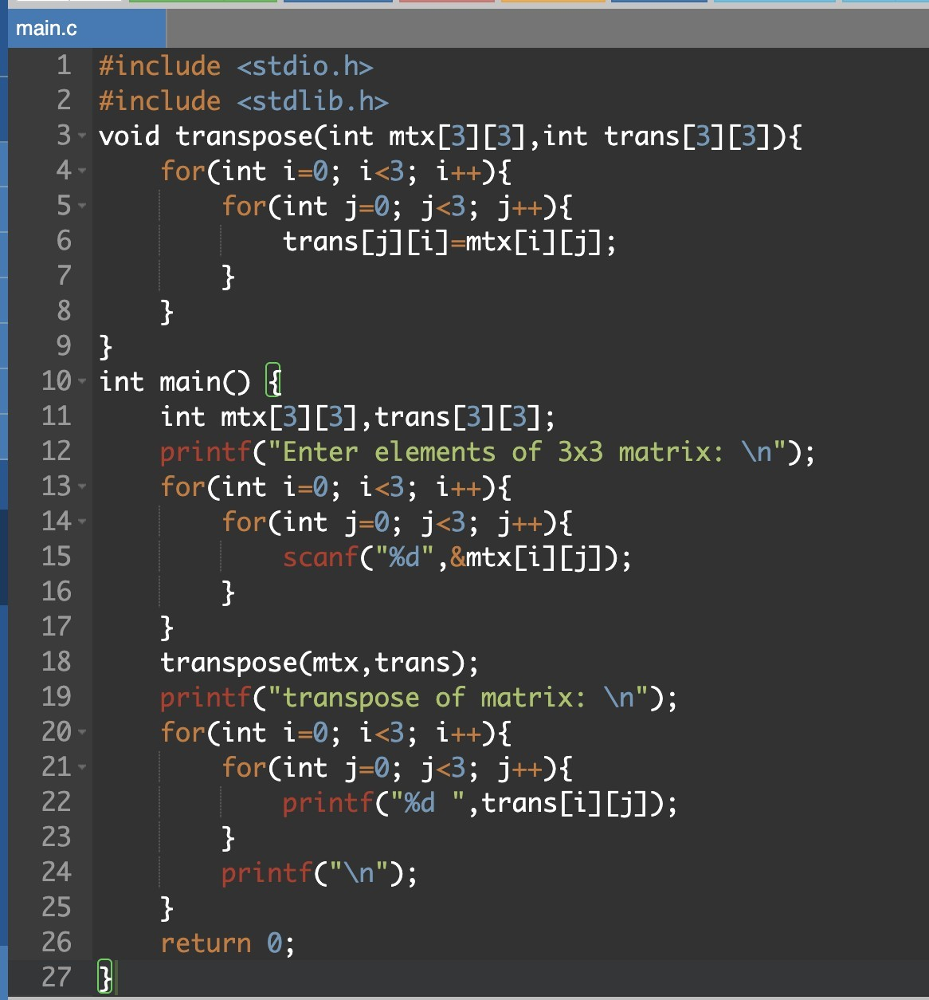 main.c
1 #include <stdio.h>
2 #include <stdlib.h>
3 void transpose(int mtx[3][3],int trans[3][3]){
4     for(int i=0; i<3; i++){
5         for(int j=0; j<3; j++){
6             trans[j][i]=mtx[i][j];
7         }
8     }
9 }
10 int main() {
11     int mtx[3][3],trans[3][3];
12     printf("Enter elements of 3x3 matrix: \n");
13     for(int i=0; i<3; i++){
14         for(int j=0; j<3; j++){
15             scanf("%d",&mtx[i][j]);
16         }
17     }
18     transpose(mtx,trans);
19     printf("transpose of matrix: \n");
20     for(int i=0; i<3; i++){
21         for(int j=0; j<3; j++){
22             printf("%d ",trans[i][j]);
23         }
24         printf("\n");
25     }
26     return 0;
27 }